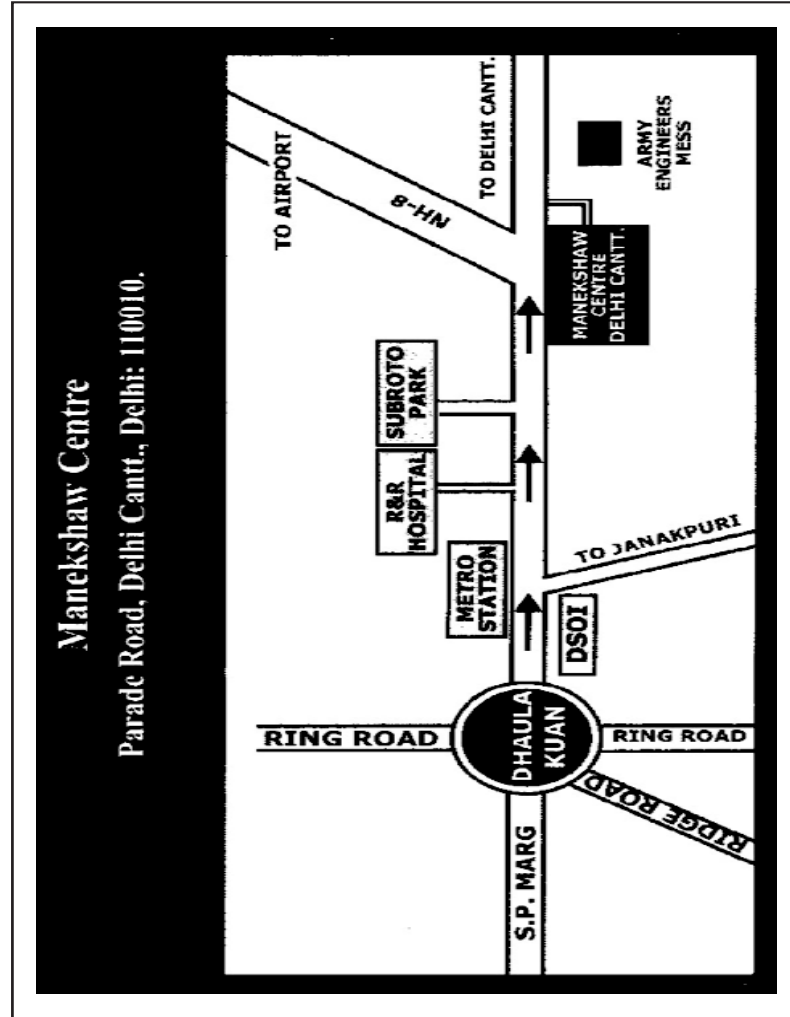 Manekshaw Centre
Parade Road, Delhi Cantt., Delhi: 110010.
TO AIRPORT
NH-8
TO DELHI CANTT.
ARMY
ENGINEERS
MESS
MANEKSHAW
CENTRE
DELHI CANTT.
SUBROTO
PARK
R&R
HOSPITAL
METRO
STATION
TO JANAKPURI
DSOI
RING ROAD
DHAULA
KUAN
RING ROAD
RIDGE ROAD
S.P. MARG